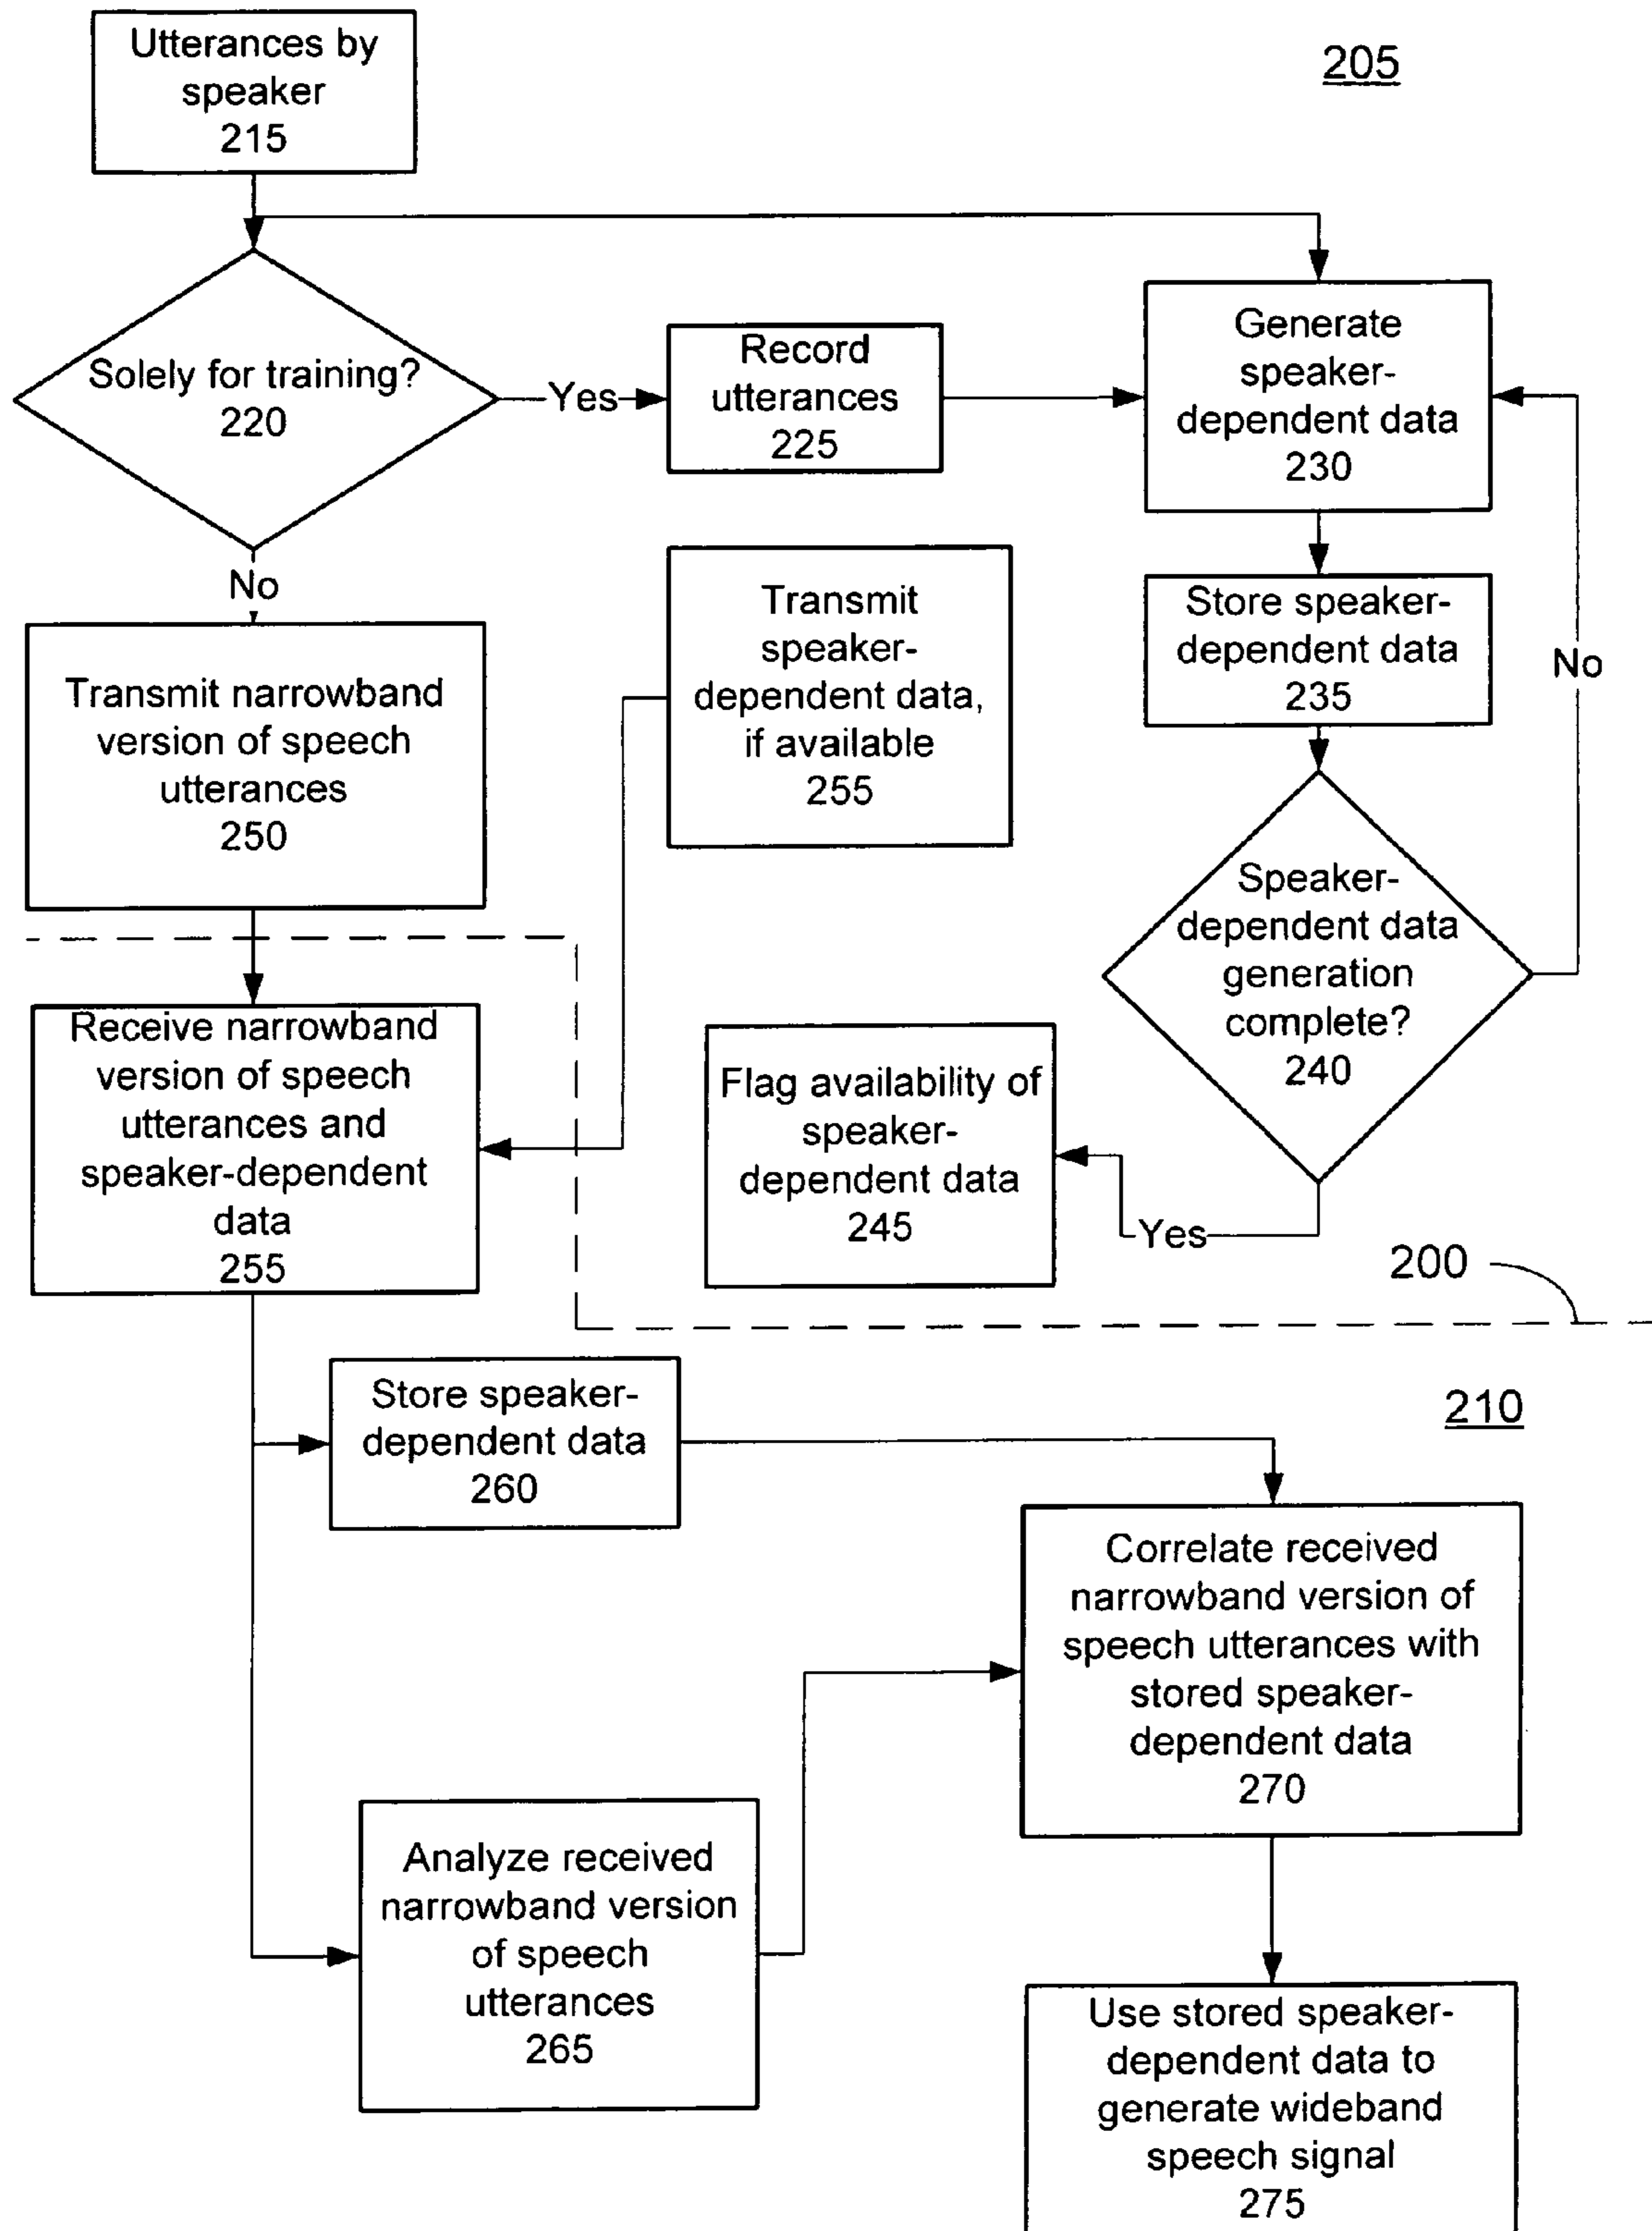 Utterances by
speaker
215
205
Solely for training?
220
Yes
Record
utterances
225
Generate
speaker-
dependent data
230
No
Transmit narrowband
version of speech
utterances
250
Transmit
speaker-
dependent data,
if available
255
Store speaker-
dependent data
235
No
Speaker-
dependent data
generation
complete?
240
Receive narrowband
version of speech
utterances and
speaker-dependent
data
255
Flag availability of
speaker-
dependent data
245
Yes
200
210
Store speaker-
dependent data
260
Correlate received
narrowband version of
speech utterances with
stored speaker-
dependent data
270
Analyze received
narrowband version
of speech
utterances
265
Use stored speaker-
dependent data to
generate wideband
speech signal
275